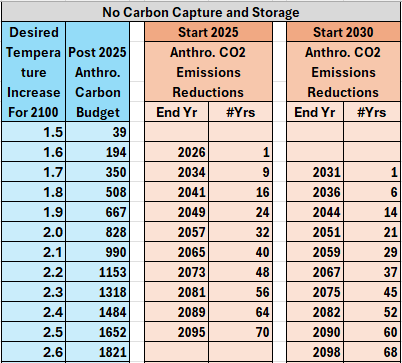 No Carbon Capture and Storage
Desired Start 2025 Start 2030
Tempera Post 2025 Anthro. CO2 Anthro. CO2
ture Anthro. Emissions Emissions
Increase Carbon Reductions Reductions
For 2100 Budget End Yr #Yrs End Yr #Yrs
1.5 39
1.6 194 2026 1
1.7 350 2034 9 2031 1
1.8 508 2041 16 2036 6
1.9 667 2049 24 2044 14
2.0 828 2057 32 2051 21
2.1 990 2065 40 2059 29
2.2 1153 2073 48 2067 37
2.3 1318 2081 56 2075 45
2.4 1484 2089 64 2082 52
2.5 1652 2095 70 2090 60
2.6 1821 2098 68